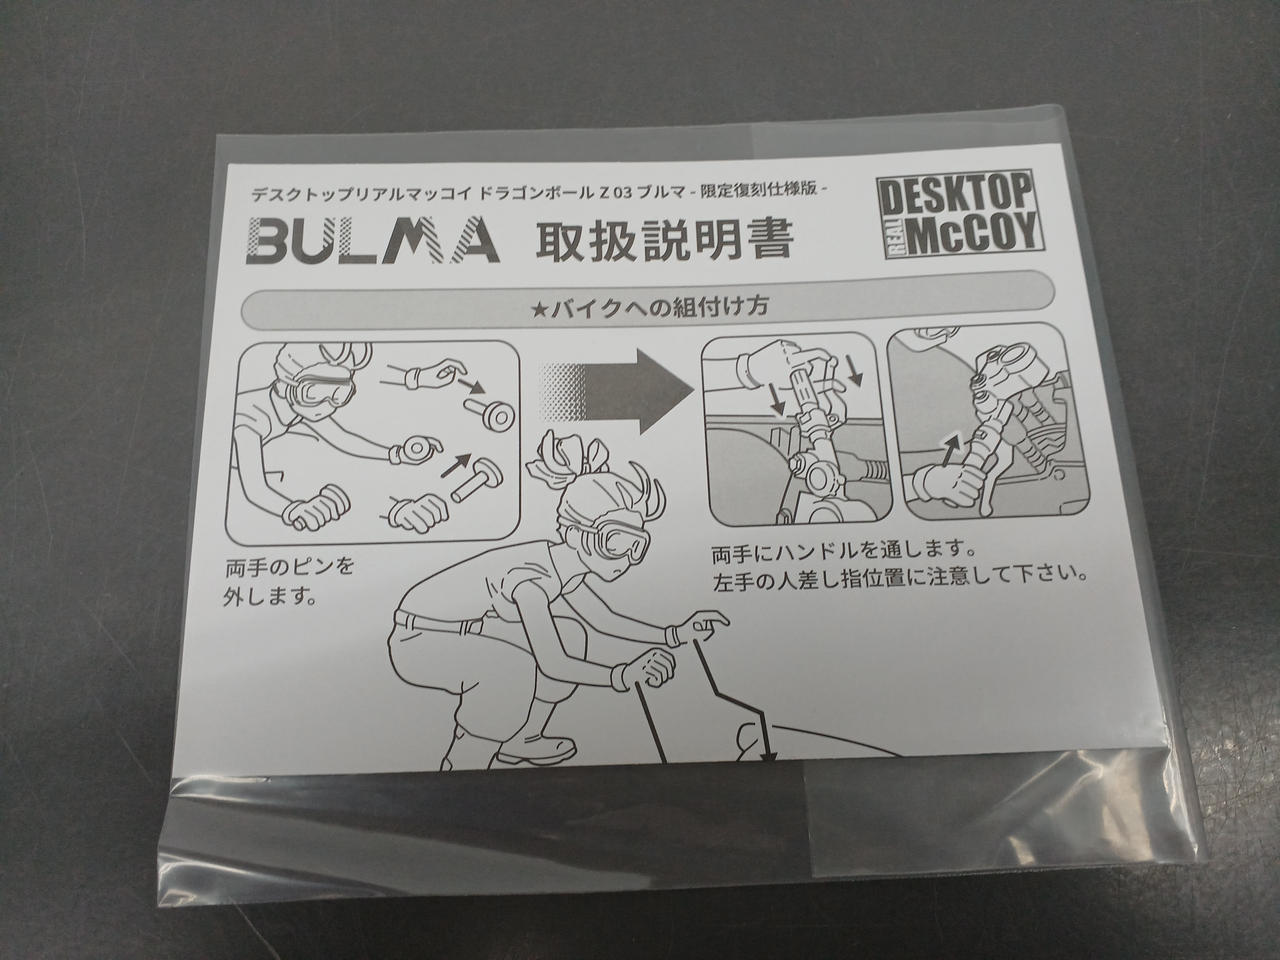 デスクトップリアルマッコイ ドラゴンボール Z 03 ブルマ - 限定復刻仕様版 -
BULMA 取扱説明書
DESKTOP
REAL McCOY
★バイクへの組付け方
両手のピンを
外します。
両手にハンドルを通します。
左手の人差し指位置に注意して下さい。